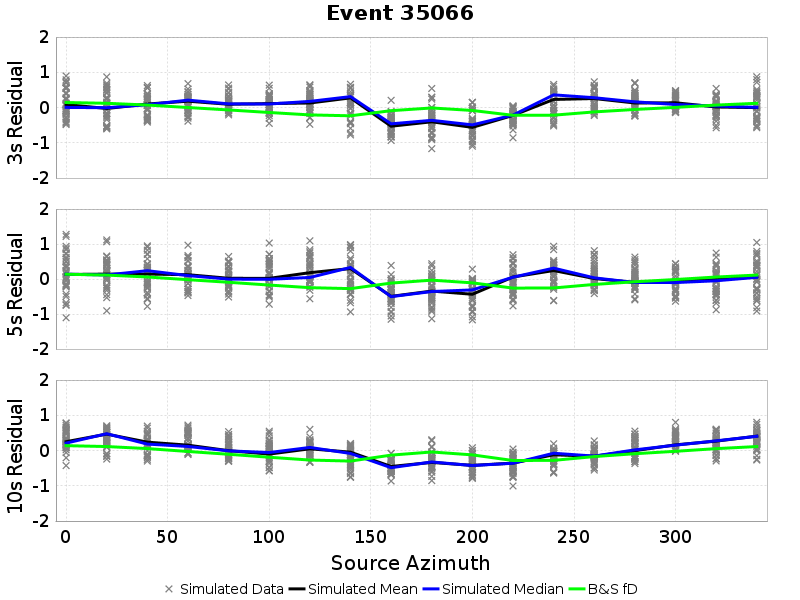 Event 35066
3s Residual
2
1
0
-1
-2
5s Residual
2
1
0
-1
-2
10s Residual
2
1
0
-1
-2
0 50 100 150 200 250 300
Source Azimuth
Simulated Data Simulated Mean Simulated Median B&S fD